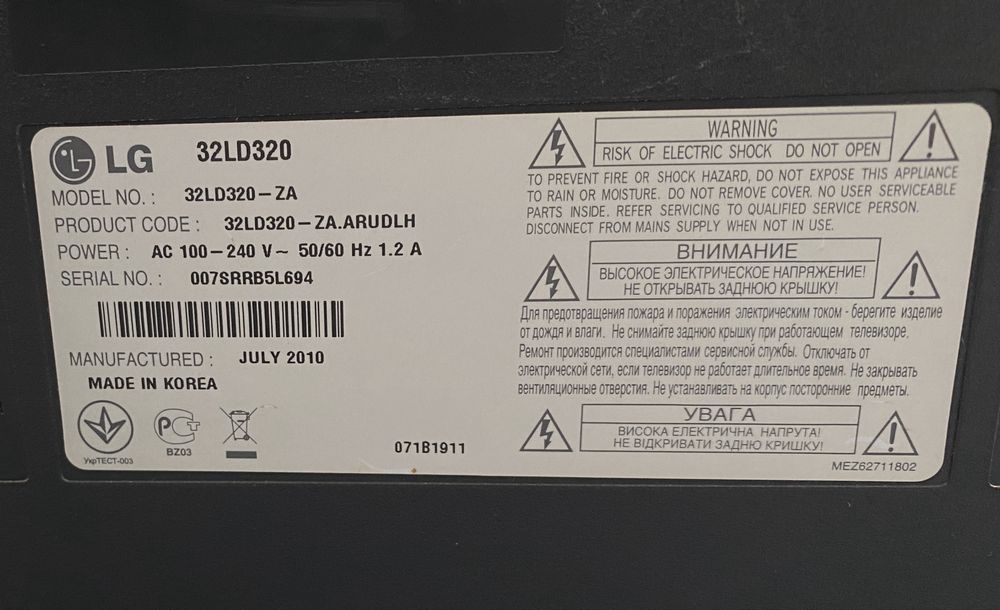 LG 32LD320
MODEL NO. : 32LD320-ZA
PRODUCT CODE : 32LD320-ZA.ARUDLH
POWER : AC 100-240 V~ 50/60 Hz 1.2 A
SERIAL NO. : 007SRRB5L694
MANUFACTURED : JULY 2010
MADE IN KOREA
УкрТЕСТ-003
РСТ
BZ03
071B1911
WARNING
RISK OF ELECTRIC SHOCK DO NOT OPEN
TO PREVENT FIRE OR SHOCK HAZARD, DO NOT EXPOSE THIS APPLIANCE
TO RAIN OR MOISTURE. DO NOT REMOVE COVER. NO USER SERVICEABLE
PARTS INSIDE. REFER SERVICING TO QUALIFIED SERVICE PERSON.
DISCONNECT FROM MAINS SUPPLY WHEN NOT IN USE.
ВНИМАНИЕ
ВЫСОКОЕ ЭЛЕКТРИЧЕСКОЕ НАПРЯЖЕНИЕ!
НЕ ОТКРЫВАТЬ ЗАДНЮЮ КРЫШКУ!
Для предотвращения пожара и поражения электрическим током - берегите изделие
от дождя и влаги. Не снимайте заднюю крышку при работающем телевизоре.
Ремонт производится специалистами сервисной службы. Отключать от
электрической сети, если телевизор не работает длительное время. Не закрывать
вентиляционные отверстия. Не устанавливать на корпус посторонние предметы.
УВАГА
ВИСОКА ЕЛЕКТРИЧНА НАПРУТА!
НЕ ВІДКРИВАТИ ЗАДНЮ КРИШКУ!
MEZ62711802